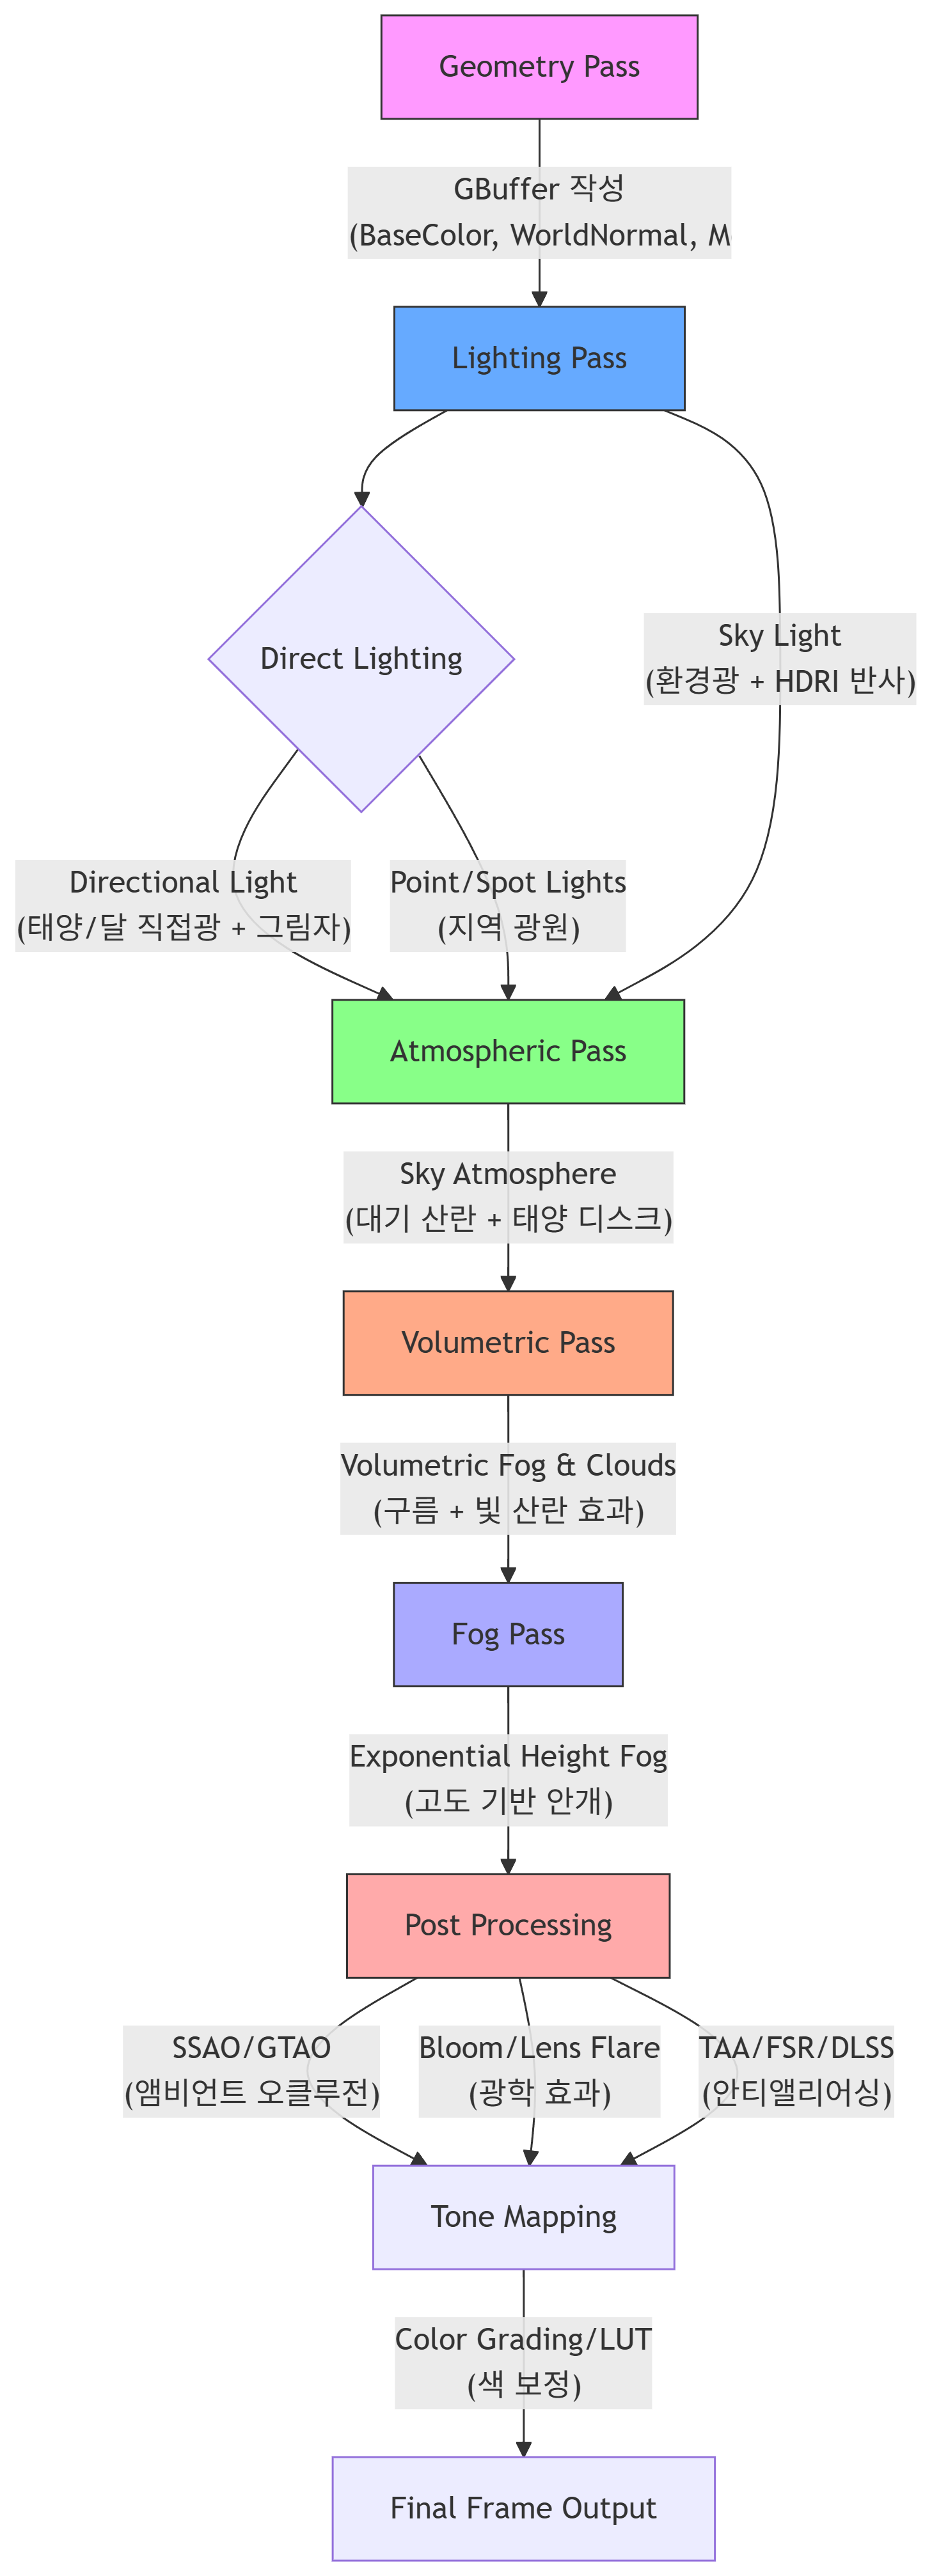 Geometry Pass
GBuffer 작성
(BaseColor, WorldNormal, M
Lighting Pass
Direct Lighting
Sky Light
(환경광 + HDRI 반사)
Directional Light
(태양/달 직접광 + 그림자)
Point/Spot Lights
(지역 광원)
Atmospheric Pass
Sky Atmosphere
(대기 산란 + 태양 디스크)
Volumetric Pass
Volumetric Fog & Clouds
(구름 + 빛 산란 효과)
Fog Pass
Exponential Height Fog
(고도 기반 안개)
Post Processing
SSAO/GTAO
(앰비언트 오클루전)
Bloom/Lens Flare
(광학 효과)
TAA/FSR/DLSS
(안티앨리어싱)
Tone Mapping
Color Grading/LUT
(색 보정)
Final Frame Output